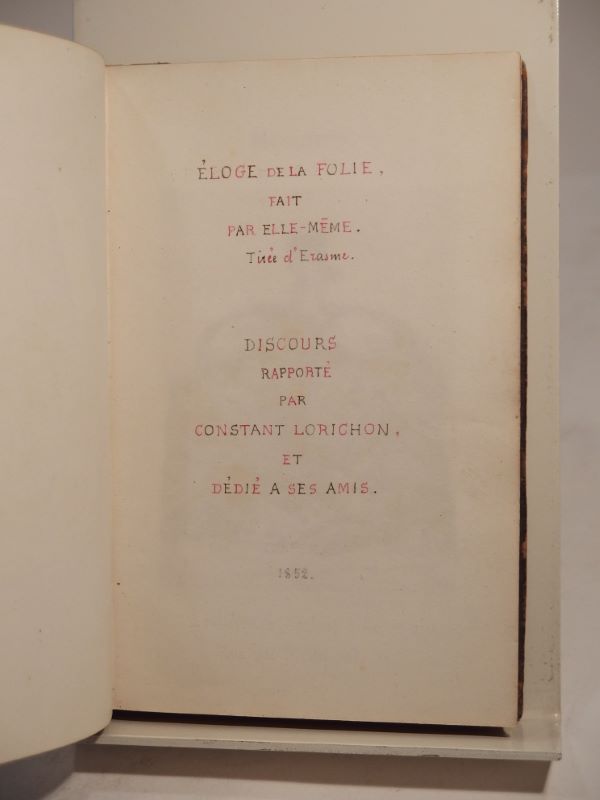 ÉLOGE DE LA FOLIE,
FAIT
PAR ELLE-MÊME.
Tirée d'Erasme.
DISCOURS
RAPPORTÉ
PAR
CONSTANT LORICHON,
ET
DÉDIÉ A SES AMIS.
1852.